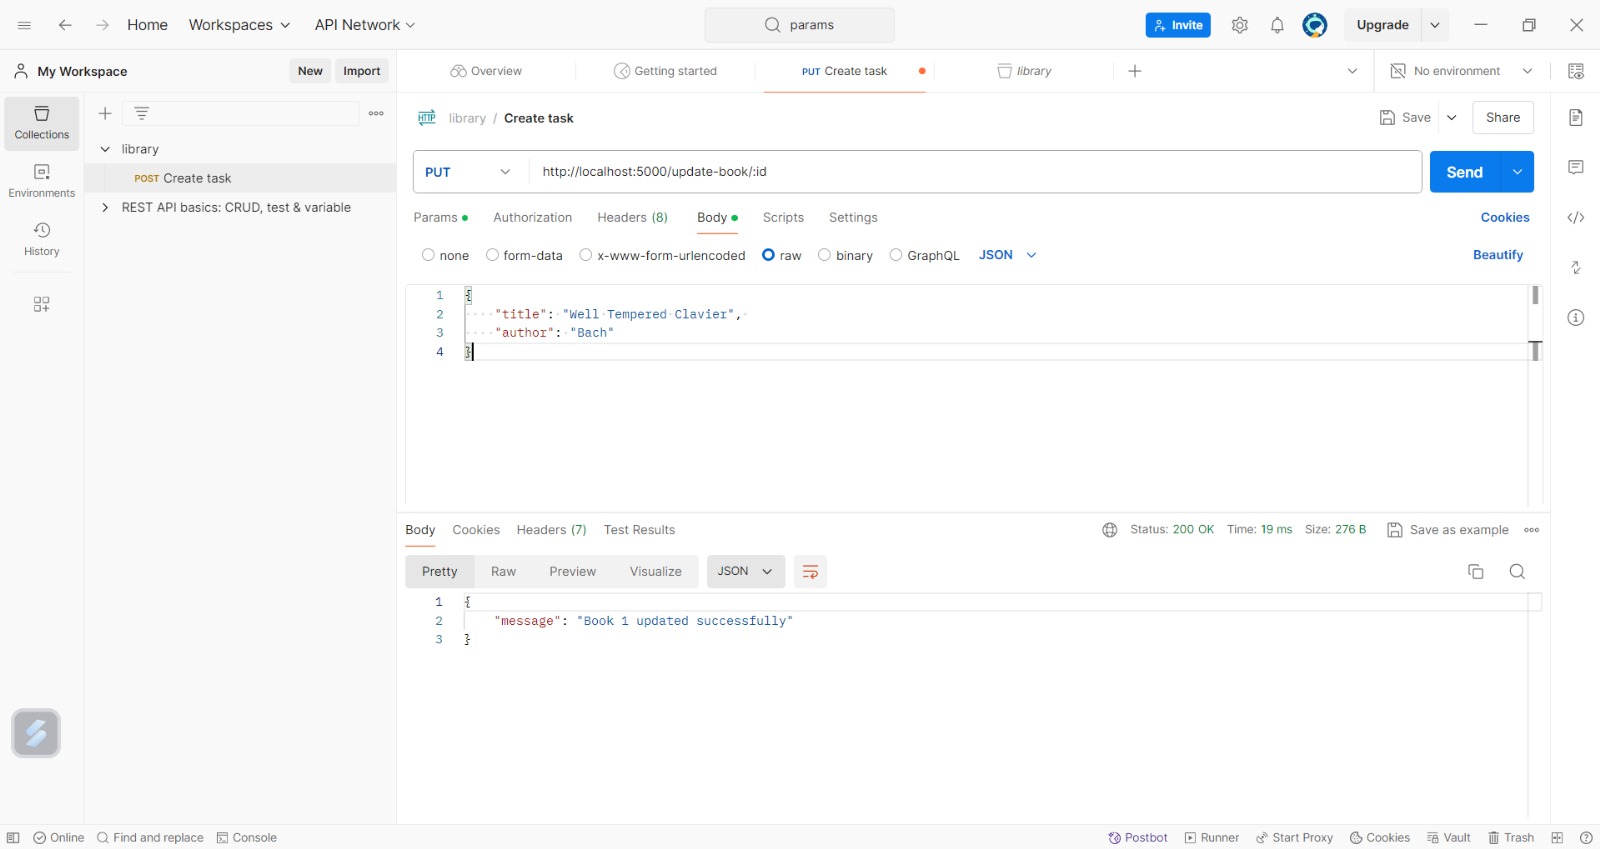 Home Workspaces API Network params Invite Upgrade
My Workspace New Import Overview Getting started PUT Create task library No environment
Collections
library / Create task Save Share
library
POST Create task
REST API basics: CRUD, test & variable
Environments
History
PUT http://localhost:5000/update-book/:id Send
Params Authorization Headers (8) Body Scripts Settings Cookies
none form-data x-www-form-urlencoded raw binary GraphQL JSON Beautify
1 {
2 "title": "Well Tempered Clavier",
3 "author": "Bach"
4 }
Body Cookies Headers (7) Test Results Status: 200 OK Time: 19 ms Size: 276 B Save as example
Pretty Raw Preview Visualize JSON
1 {
2 "message": "Book 1 updated successfully"
3 }
Online Find and replace Console Postbot Runner Start Proxy Cookies Vault Trash